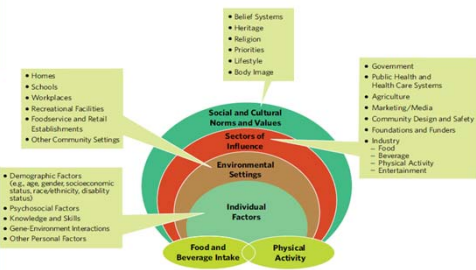 • Belief Systems
• Heritage
• Religion
• Priorities
• Lifestyle
• Body Image
• Homes
• Schools
• Workplaces
• Recreational Facilities
• Foodservice and Retail
Establishments
• Other Community Settings
• Government
• Public Health and
Health Care Systems
• Agriculture
• Marketing/Media
• Community Design and Safety
• Foundations and Funders
• Industry
– Food
– Beverage
– Physical Activity
– Entertainment
• Demographic Factors
(e.g., age, gender, socioeconomic
status, race/ethnicity, disability
status)
• Psychosocial Factors
• Knowledge and Skills
• Gene-Environment Interactions
• Other Personal Factors
Social and Cultural
Norms and Values
Sectors of
Influence
Environmental
Settings
Individual
Factors
Food and
Beverage Intake
Physical
Activity